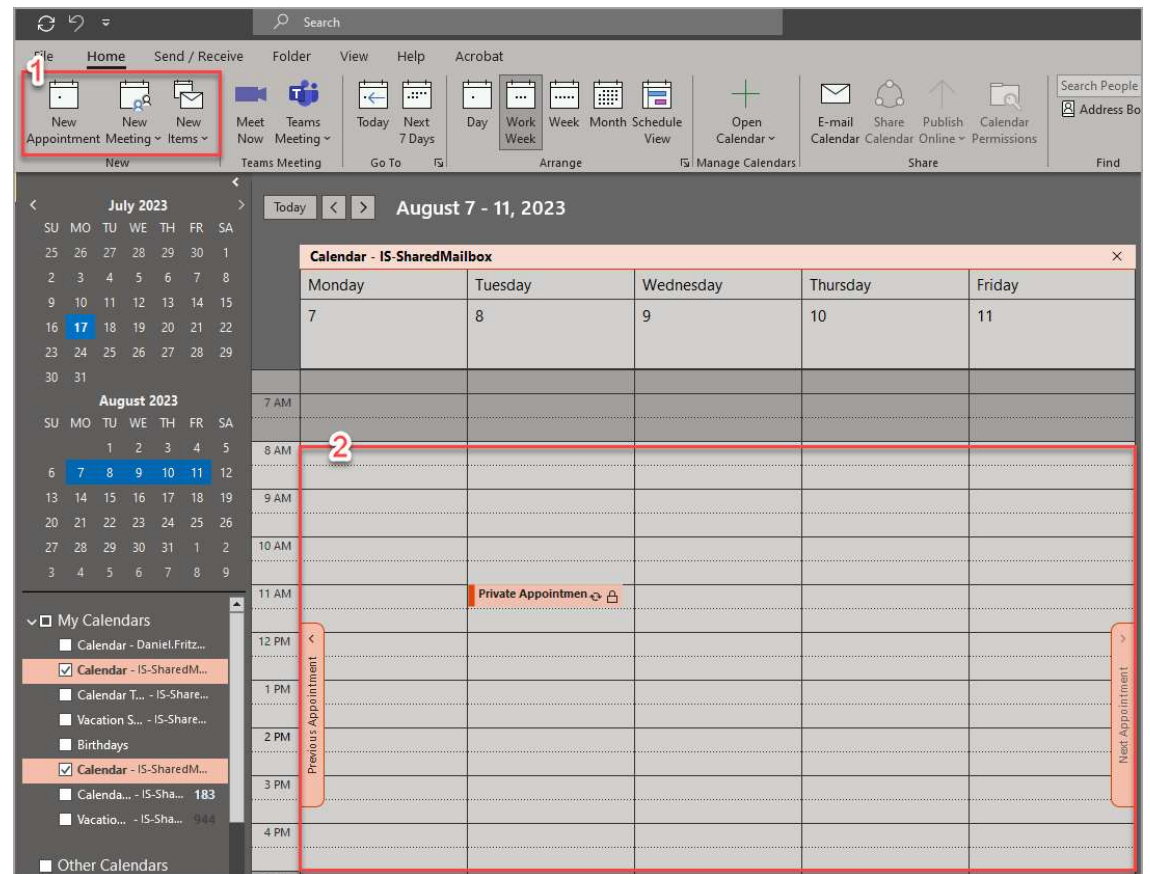 Search
File Home Send / Receive Folder View Help Acrobat
1
New Appointment
New Meeting
New Items
New
Meet Now
Teams Meeting
Teams Meeting
Today
Next 7 Days
Go To
Day
Work Week
Week
Month
Schedule View
Arrange
Open Calendar
Manage Calendars
E-mail Calendar
Share Calendar
Publish Online
Calendar Permissions
Share
Search People
Address Bo
Find
July 2023
SU MO TU WE TH FR SA
25 26 27 28 29 30 1
2 3 4 5 6 7 8
9 10 11 12 13 14 15
16 17 18 19 20 21 22
23 24 25 26 27 28 29
30 31
August 2023
SU MO TU WE TH FR SA
1 2 3 4 5
6 7 8 9 10 11 12
13 14 15 16 17 18 19
20 21 22 23 24 25 26
27 28 29 30 31 1 2
3 4 5 6 7 8 9
My Calendars
Calendar - Daniel.Fritz...
Calendar - IS-SharedM...
Calendar T... - IS-Share...
Vacation S... - IS-Share...
Birthdays
Calendar - IS-SharedM...
Calenda... - IS-Sha... 183
Vacatio... - IS-Sha... 944
Other Calendars
Today < > August 7 - 11, 2023
Calendar - IS-SharedMailbox
Monday Tuesday Wednesday Thursday Friday
7 8 9 10 11
7 AM
2
8 AM
9 AM
10 AM
11 AM
Private Appointmen
12 PM
1 PM
2 PM
3 PM
4 PM
Previous Appointment
Next Appointment